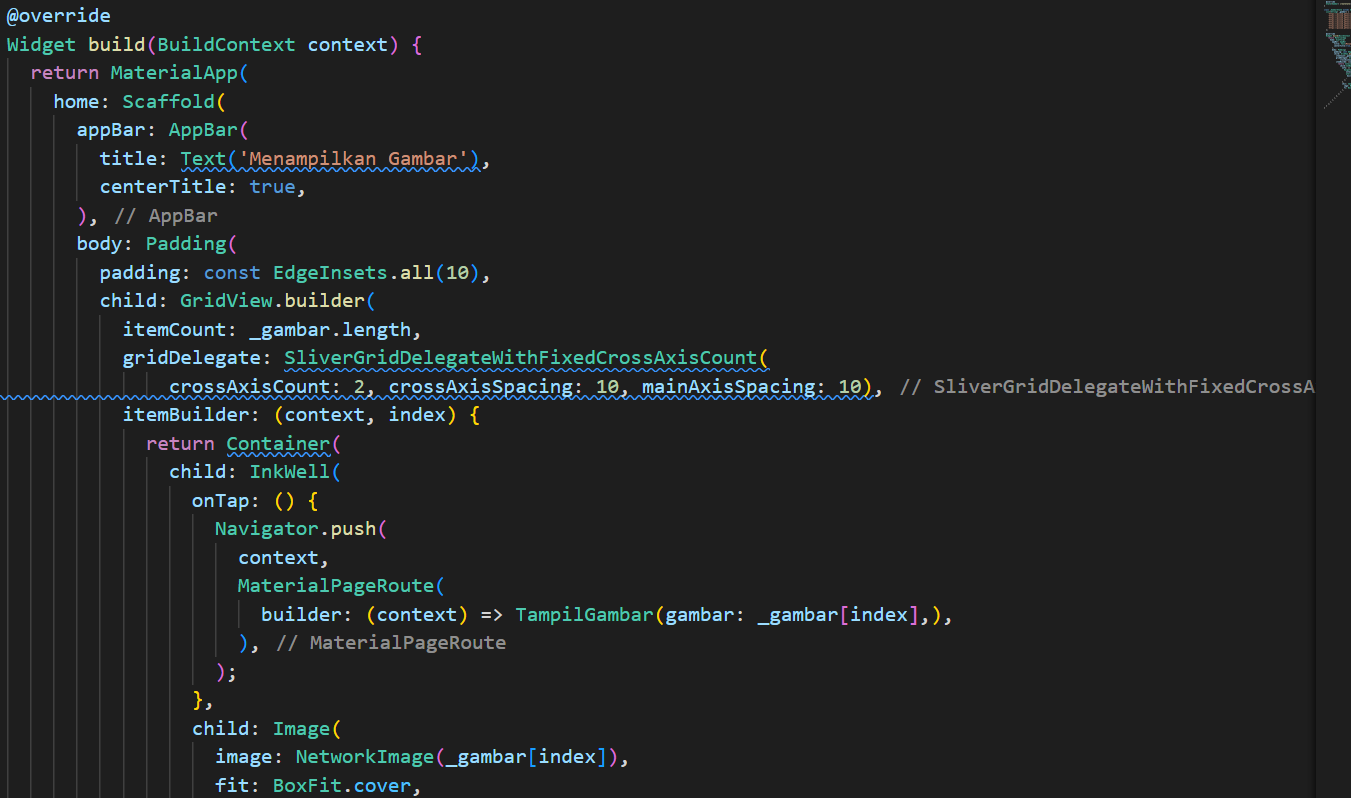 @override
Widget build(BuildContext context) {
return MaterialApp(
home: Scaffold(
appBar: AppBar(
title: Text('Menampilkan Gambar'),
centerTitle: true,
), // AppBar
body: Padding(
padding: const EdgeInsets.all(10),
child: GridView.builder(
itemCount: _gambar.length,
gridDelegate: SliverGridDelegateWithFixedCrossAxisCount(
crossAxisCount: 2, crossAxisSpacing: 10, mainAxisSpacing: 10), // SliverGridDelegateWithFixedCrossA
itemBuilder: (context, index) {
return Container(
child: InkWell(
onTap: () {
Navigator.push(
context,
MaterialPageRoute(
builder: (context) => TampilGambar(gambar: _gambar[index],),
), // MaterialPageRoute
);
},
child: Image(
image: NetworkImage(_gambar[index]),
fit: BoxFit.cover,